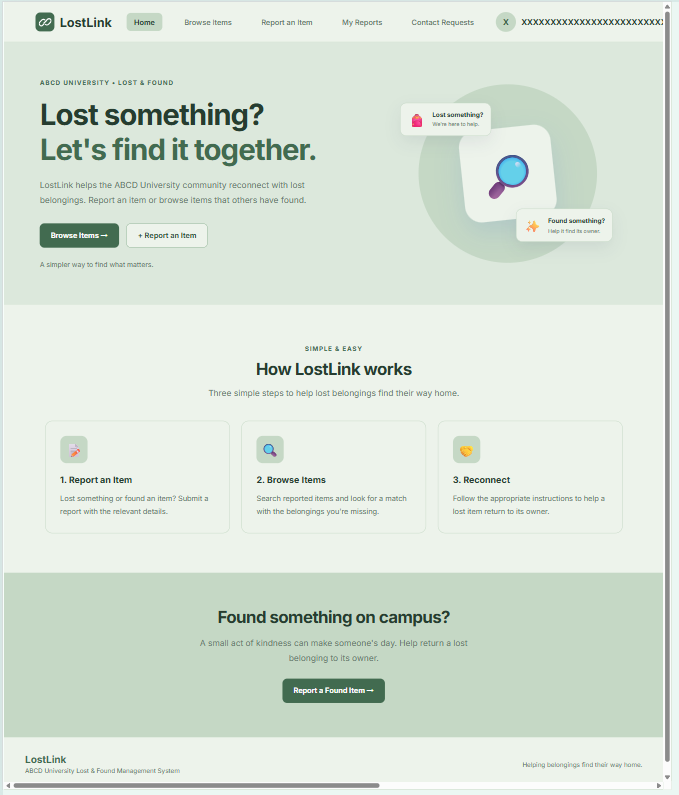 LostLink
Home
Browse Items
Report an Item
My Reports
Contact Requests
X
ABCD UNIVERSITY • LOST & FOUND
Lost something?
Let's find it together.
LostLink helps the ABCD University community reconnect with lost
belongings. Report an item or browse items that others have found.
Browse Items →
+ Report an Item
A simpler way to find what matters.
Lost something?
We're here to help.
Found something?
Help it find its owner.
SIMPLE & EASY
How LostLink works
Three simple steps to help lost belongings find their way home.
1. Report an Item
Lost something or found an item? Submit a
report with the relevant details.
2. Browse Items
Search reported items and look for a match
with the belongings you're missing.
3. Reconnect
Follow the appropriate instructions to help a
lost item return to its owner.
Found something on campus?
A small act of kindness can make someone's day. Help return a lost
belonging to its owner.
Report a Found Item →
LostLink
ABCD University Lost & Found Management System
Helping belongings find their way home.